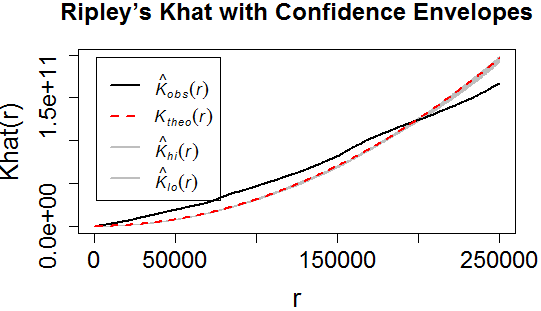 Ripley’s Khat with Confidence Envelopes
Khat(r)
0.0e+00
1.5e+11
K̂obs(r)
Ktheo(r)
K̂hi(r)
K̂lo(r)
0 50000 150000 250000
r